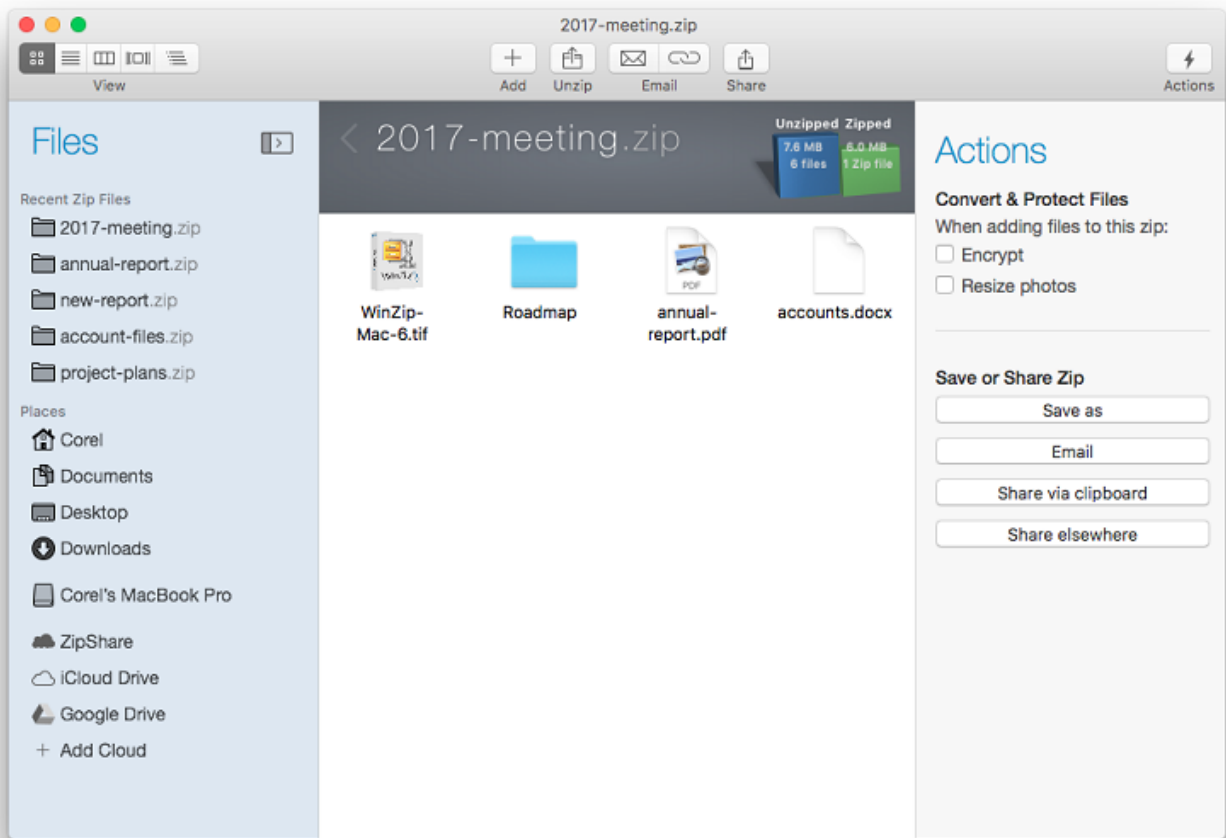 2017-meeting.zip
View
Add
Unzip
Email
Share
Actions
Files
Recent Zip Files
2017-meeting.zip
annual-report.zip
new-report.zip
account-files.zip
project-plans.zip
Places
Corel
Documents
Desktop
Downloads
Corel's MacBook Pro
ZipShare
iCloud Drive
Google Drive
+ Add Cloud
2017-meeting.zip
Unzipped Zipped
7.6 MB 6.0 MB
6 files 1 Zip file
WinZip
WinZip-
Mac-6.tif
Roadmap
PDF
annual-
report.pdf
accounts.docx
Actions
Convert & Protect Files
When adding files to this zip:
Encrypt
Resize photos
Save or Share Zip
Save as
Email
Share via clipboard
Share elsewhere